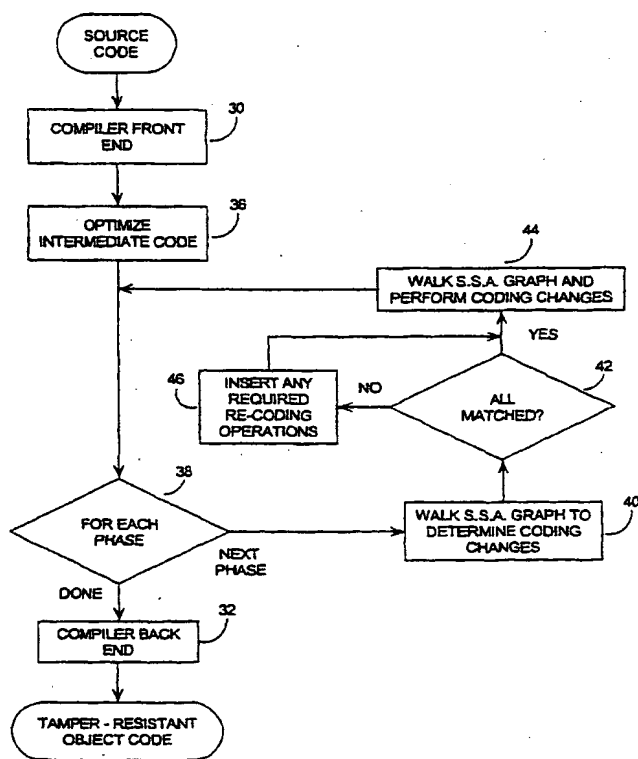 SOURCE
CODE
COMPILER FRONT
END
30
OPTIMIZE
INTERMEDIATE CODE
36
44
WALK S.S.A. GRAPH AND
PERFORM CODING CHANGES
YES
46
INSERT ANY
REQUIRED
RE-CODING
OPERATIONS
NO
ALL
MATCHED?
42
38
FOR EACH
PHASE
NEXT
PHASE
WALK S.S.A. GRAPH TO
DETERMINE CODING
CHANGES
40
DONE
32
COMPILER BACK
END
TAMPER - RESISTANT
OBJECT CODE